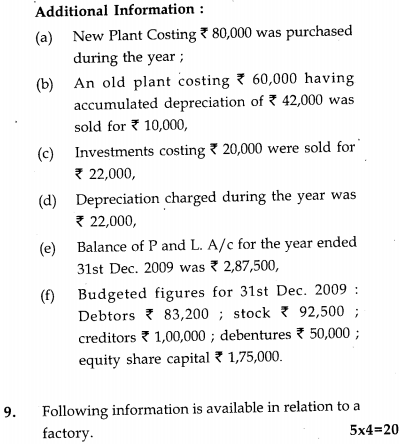 Additional Information :
(a) New Plant Costing ₹ 80,000 was purchased
during the year ;
(b) An old plant costing ₹ 60,000 having
accumulated depreciation of ₹ 42,000 was
sold for ₹ 10,000,
(c) Investments costing ₹ 20,000 were sold for
₹ 22,000,
(d) Depreciation charged during the year was
₹ 22,000,
(e) Balance of P and L. A/c for the year ended
31st Dec. 2009 was ₹ 2,87,500,
(f) Budgeted figures for 31st Dec. 2009 :
Debtors ₹ 83,200 ; stock ₹ 92,500 ;
creditors ₹ 1,00,000 ; debentures ₹ 50,000 ;
equity share capital ₹ 1,75,000.
9. Following information is available in relation to a
factory. 5x4=20